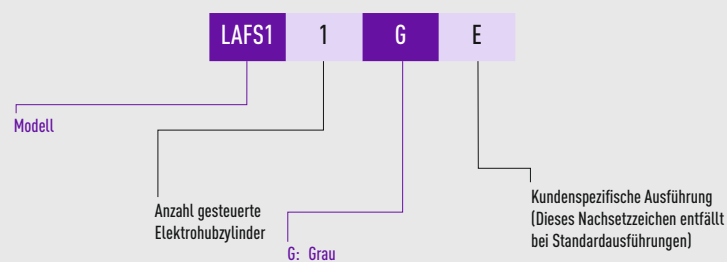 LAFS1 1 G E
Modell
Anzahl gesteuerte
Elektrohubzylinder
G: Grau
Kundenspezifische Ausführung
(Dieses Nachsetzzeichen entfällt
bei Standardausführungen)